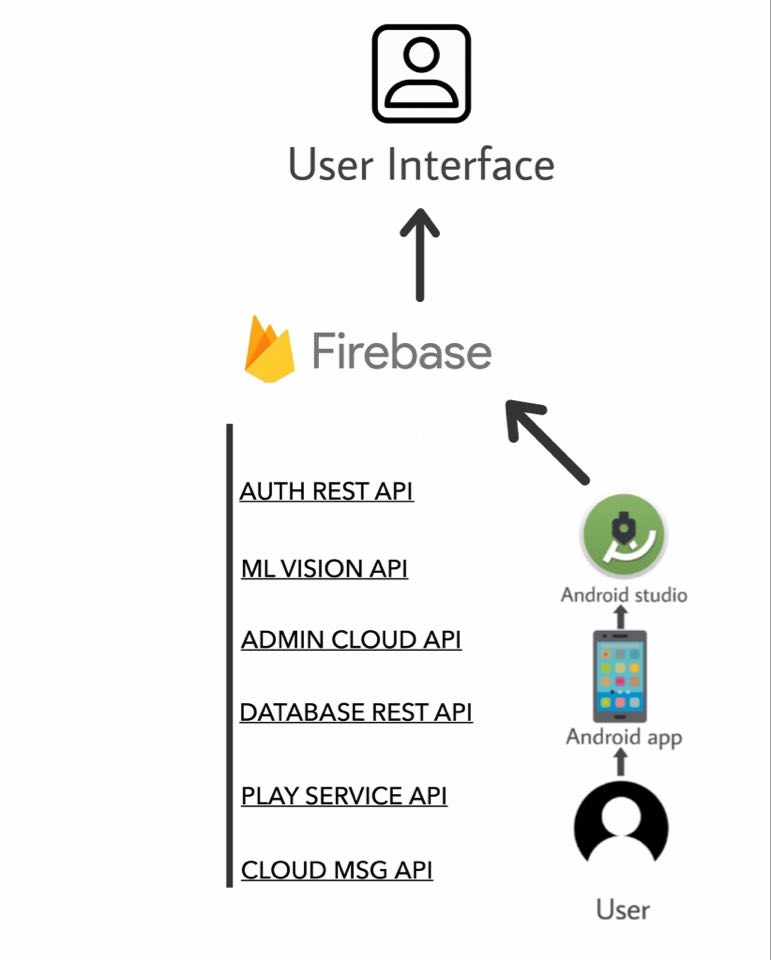 User Interface
Firebase
AUTH REST API
ML VISION API
ADMIN CLOUD API
DATABASE REST API
PLAY SERVICE API
CLOUD MSG API
Android studio
Android app
User